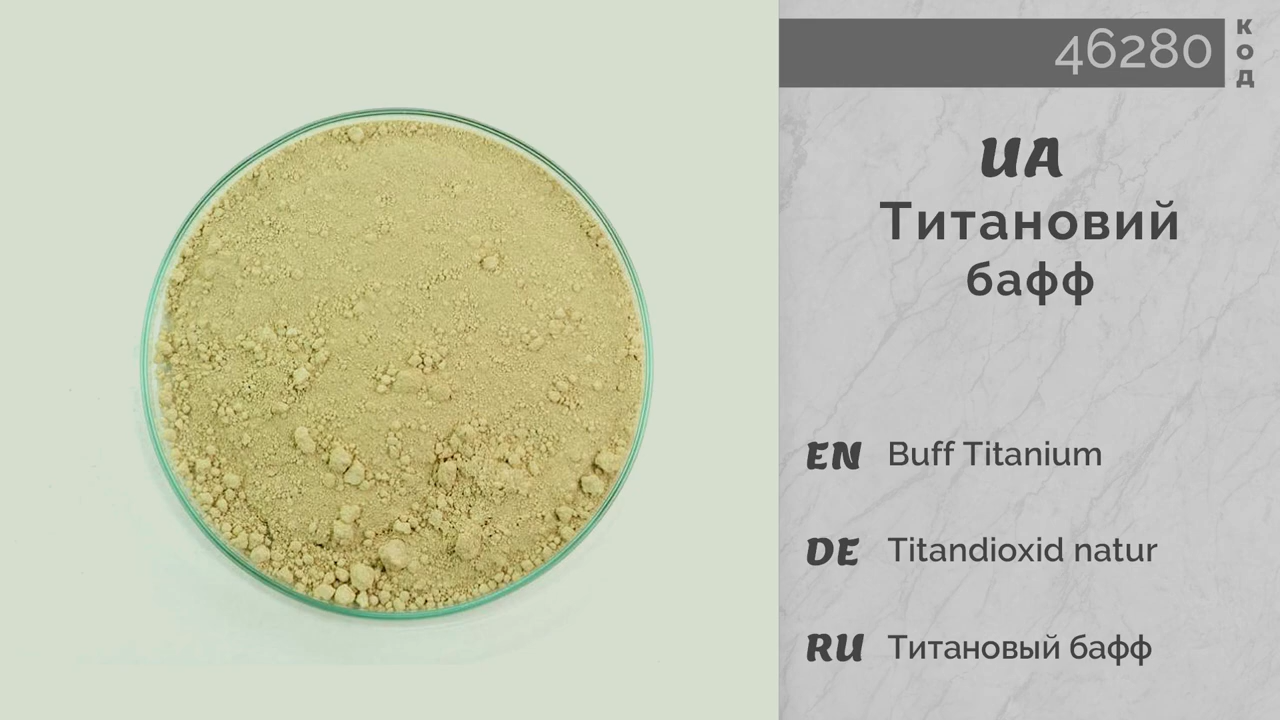 46280
КОД
UA
Титановий
бафф
EN Buff Titanium
DE Titandioxid natur
RU Титановый бафф